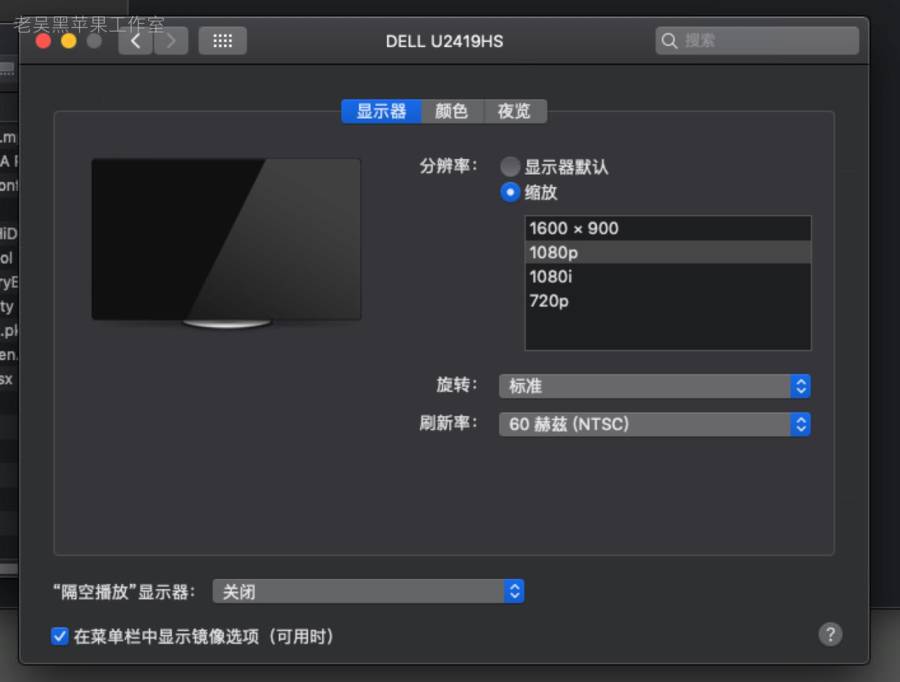 老吴黑苹果工作室
DELL U2419HS
搜索
显示器 颜色 夜览
分辨率：
显示器默认
缩放
1600 × 900
1080p
1080i
720p
旋转： 标准
刷新率： 60 赫兹 (NTSC)
“隔空播放”显示器： 关闭
在菜单栏中显示镜像选项（可用时）
?
.m
A F
ont
HiD
ol
ryE
ty
.pk
en.
sx